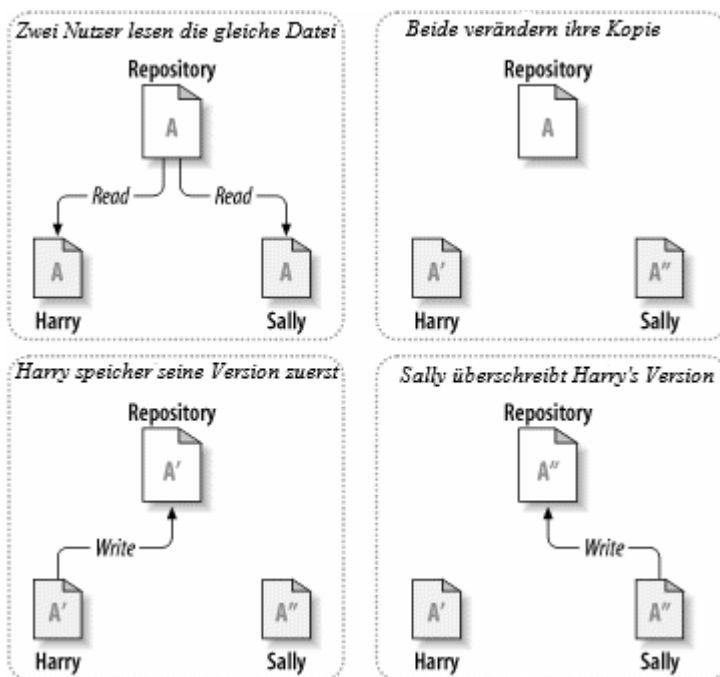 Zwei Nutzer lesen die gleiche Datei
Repository
A
Read
Read
A
A
Harry
Sally
Beide verändern ihre Kopie
Repository
A
A'
A"
Harry
Sally
Harry speicher seine Version zuerst
Repository
A'
Write
A'
A"
Harry
Sally
Sally überschreibt Harry's Version
Repository
A"
Write
A'
A"
Harry
Sally